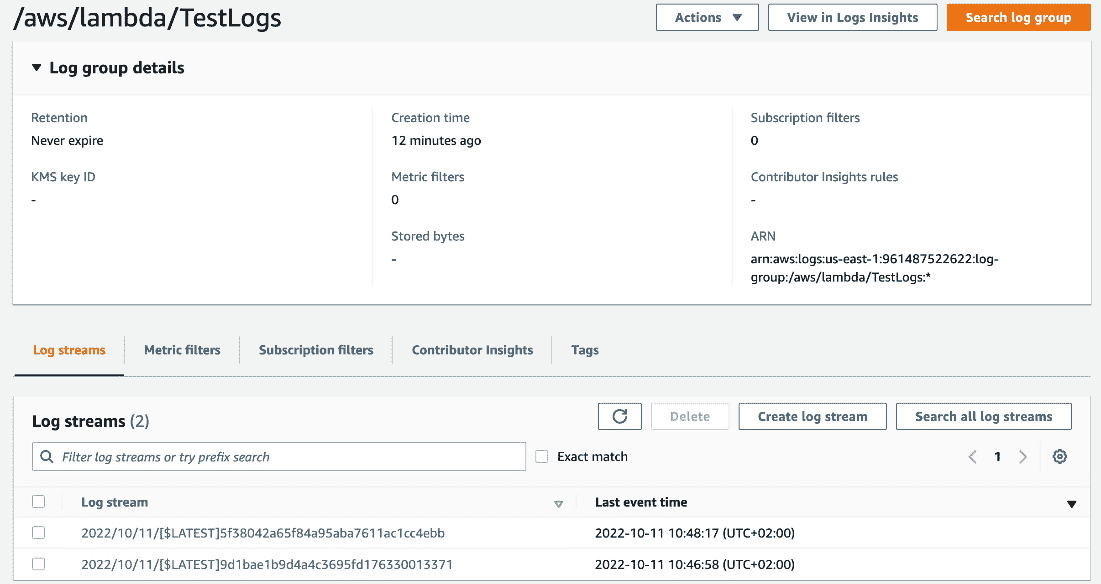 /aws/lambda/TestLogs
Actions View in Logs Insights Search log group
Log group details
Retention Creation time Subscription filters
Never expire 12 minutes ago 0
KMS key ID Metric filters Contributor Insights rules
- 0 -
Stored bytes ARN
- arn:aws:logs:us-east-1:961487522622:log-
group:/aws/lambda/TestLogs:*
Log streams Metric filters Subscription filters Contributor Insights Tags
Log streams (2) Delete Create log stream Search all log streams
Filter log streams or try prefix search Exact match 1
Log stream Last event time
2022/10/11/[$LATEST]5f38042a65f84a95aba7611ac1cc4ebb 2022-10-11 10:48:17 (UTC+02:00)
2022/10/11/[$LATEST]9d1bae1b9d4a4c3695fd176330013371 2022-10-11 10:46:58 (UTC+02:00)